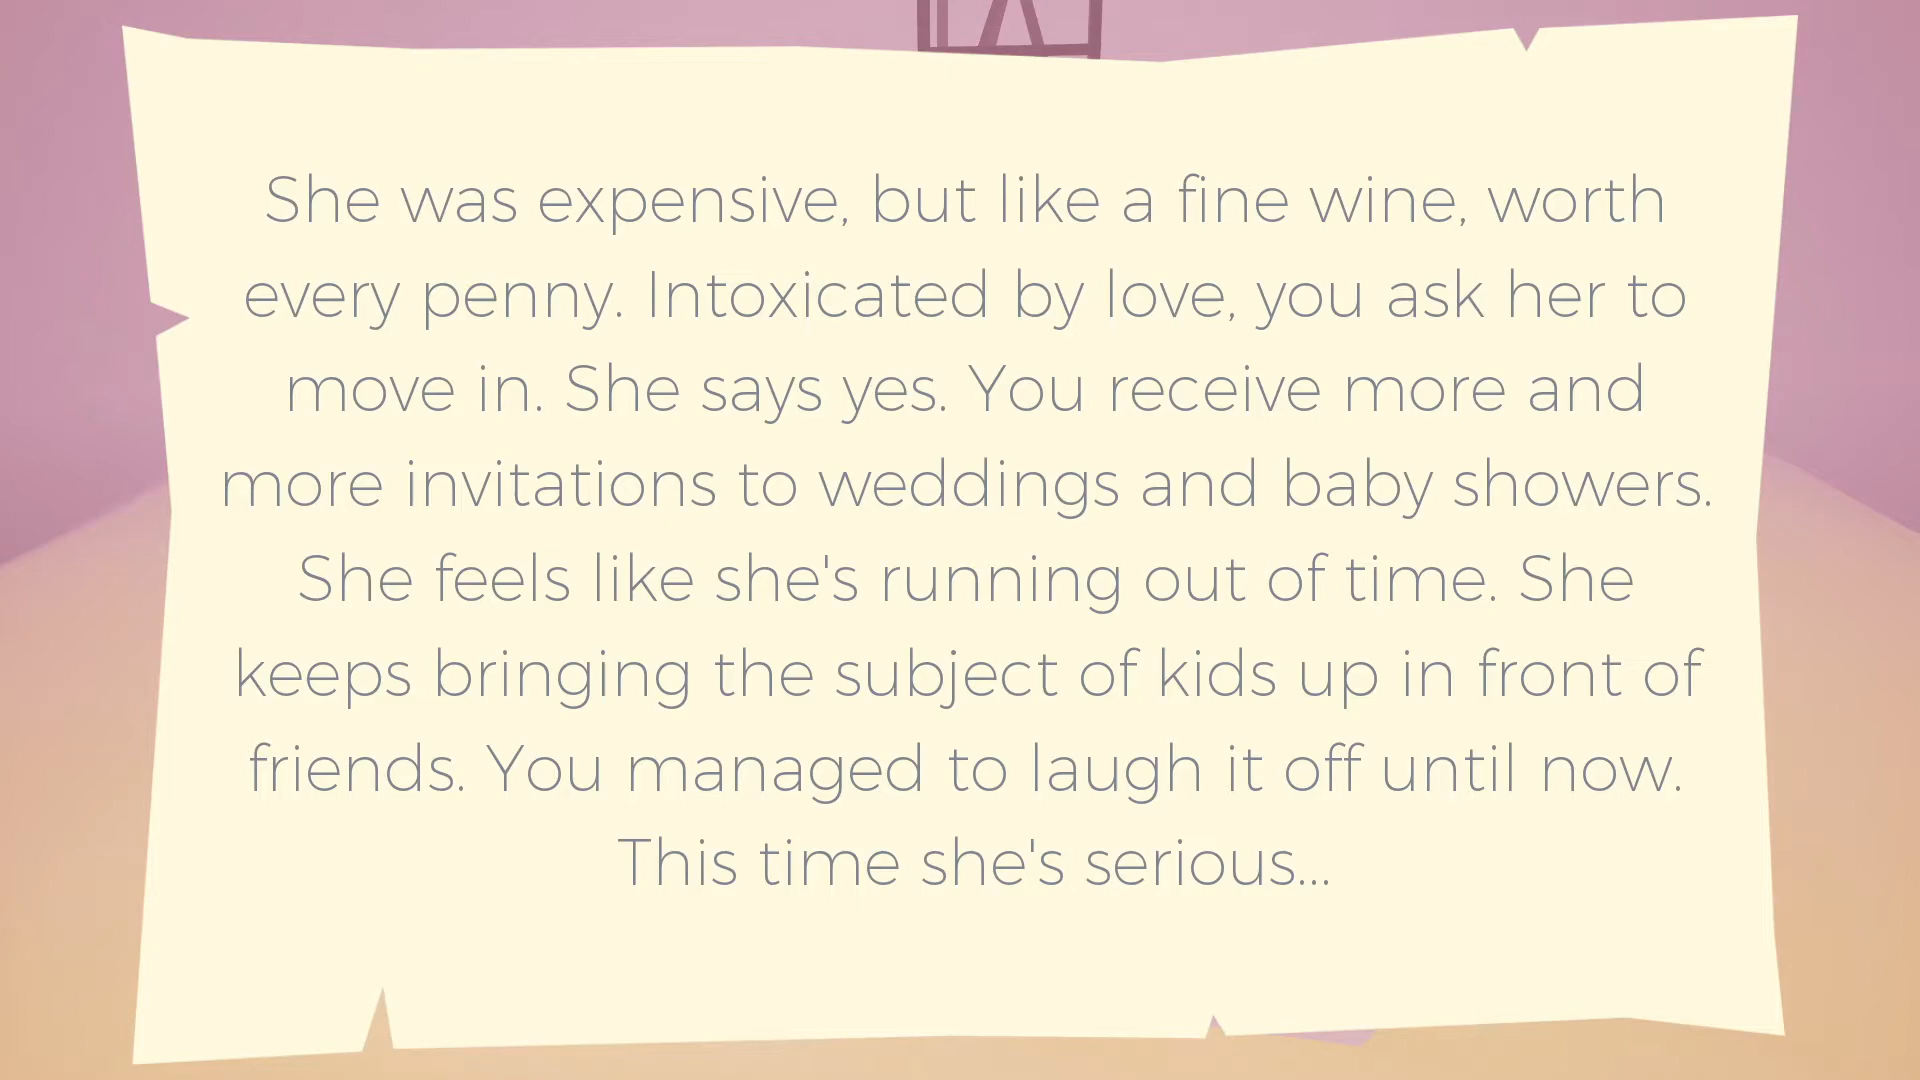 She was expensive, but like a fine wine, worth
every penny. Intoxicated by love, you ask her to
move in. She says yes. You receive more and
more invitations to weddings and baby showers.
She feels like she's running out of time. She
keeps bringing the subject of kids up in front of
friends. You managed to laugh it off until now.
This time she's serious...